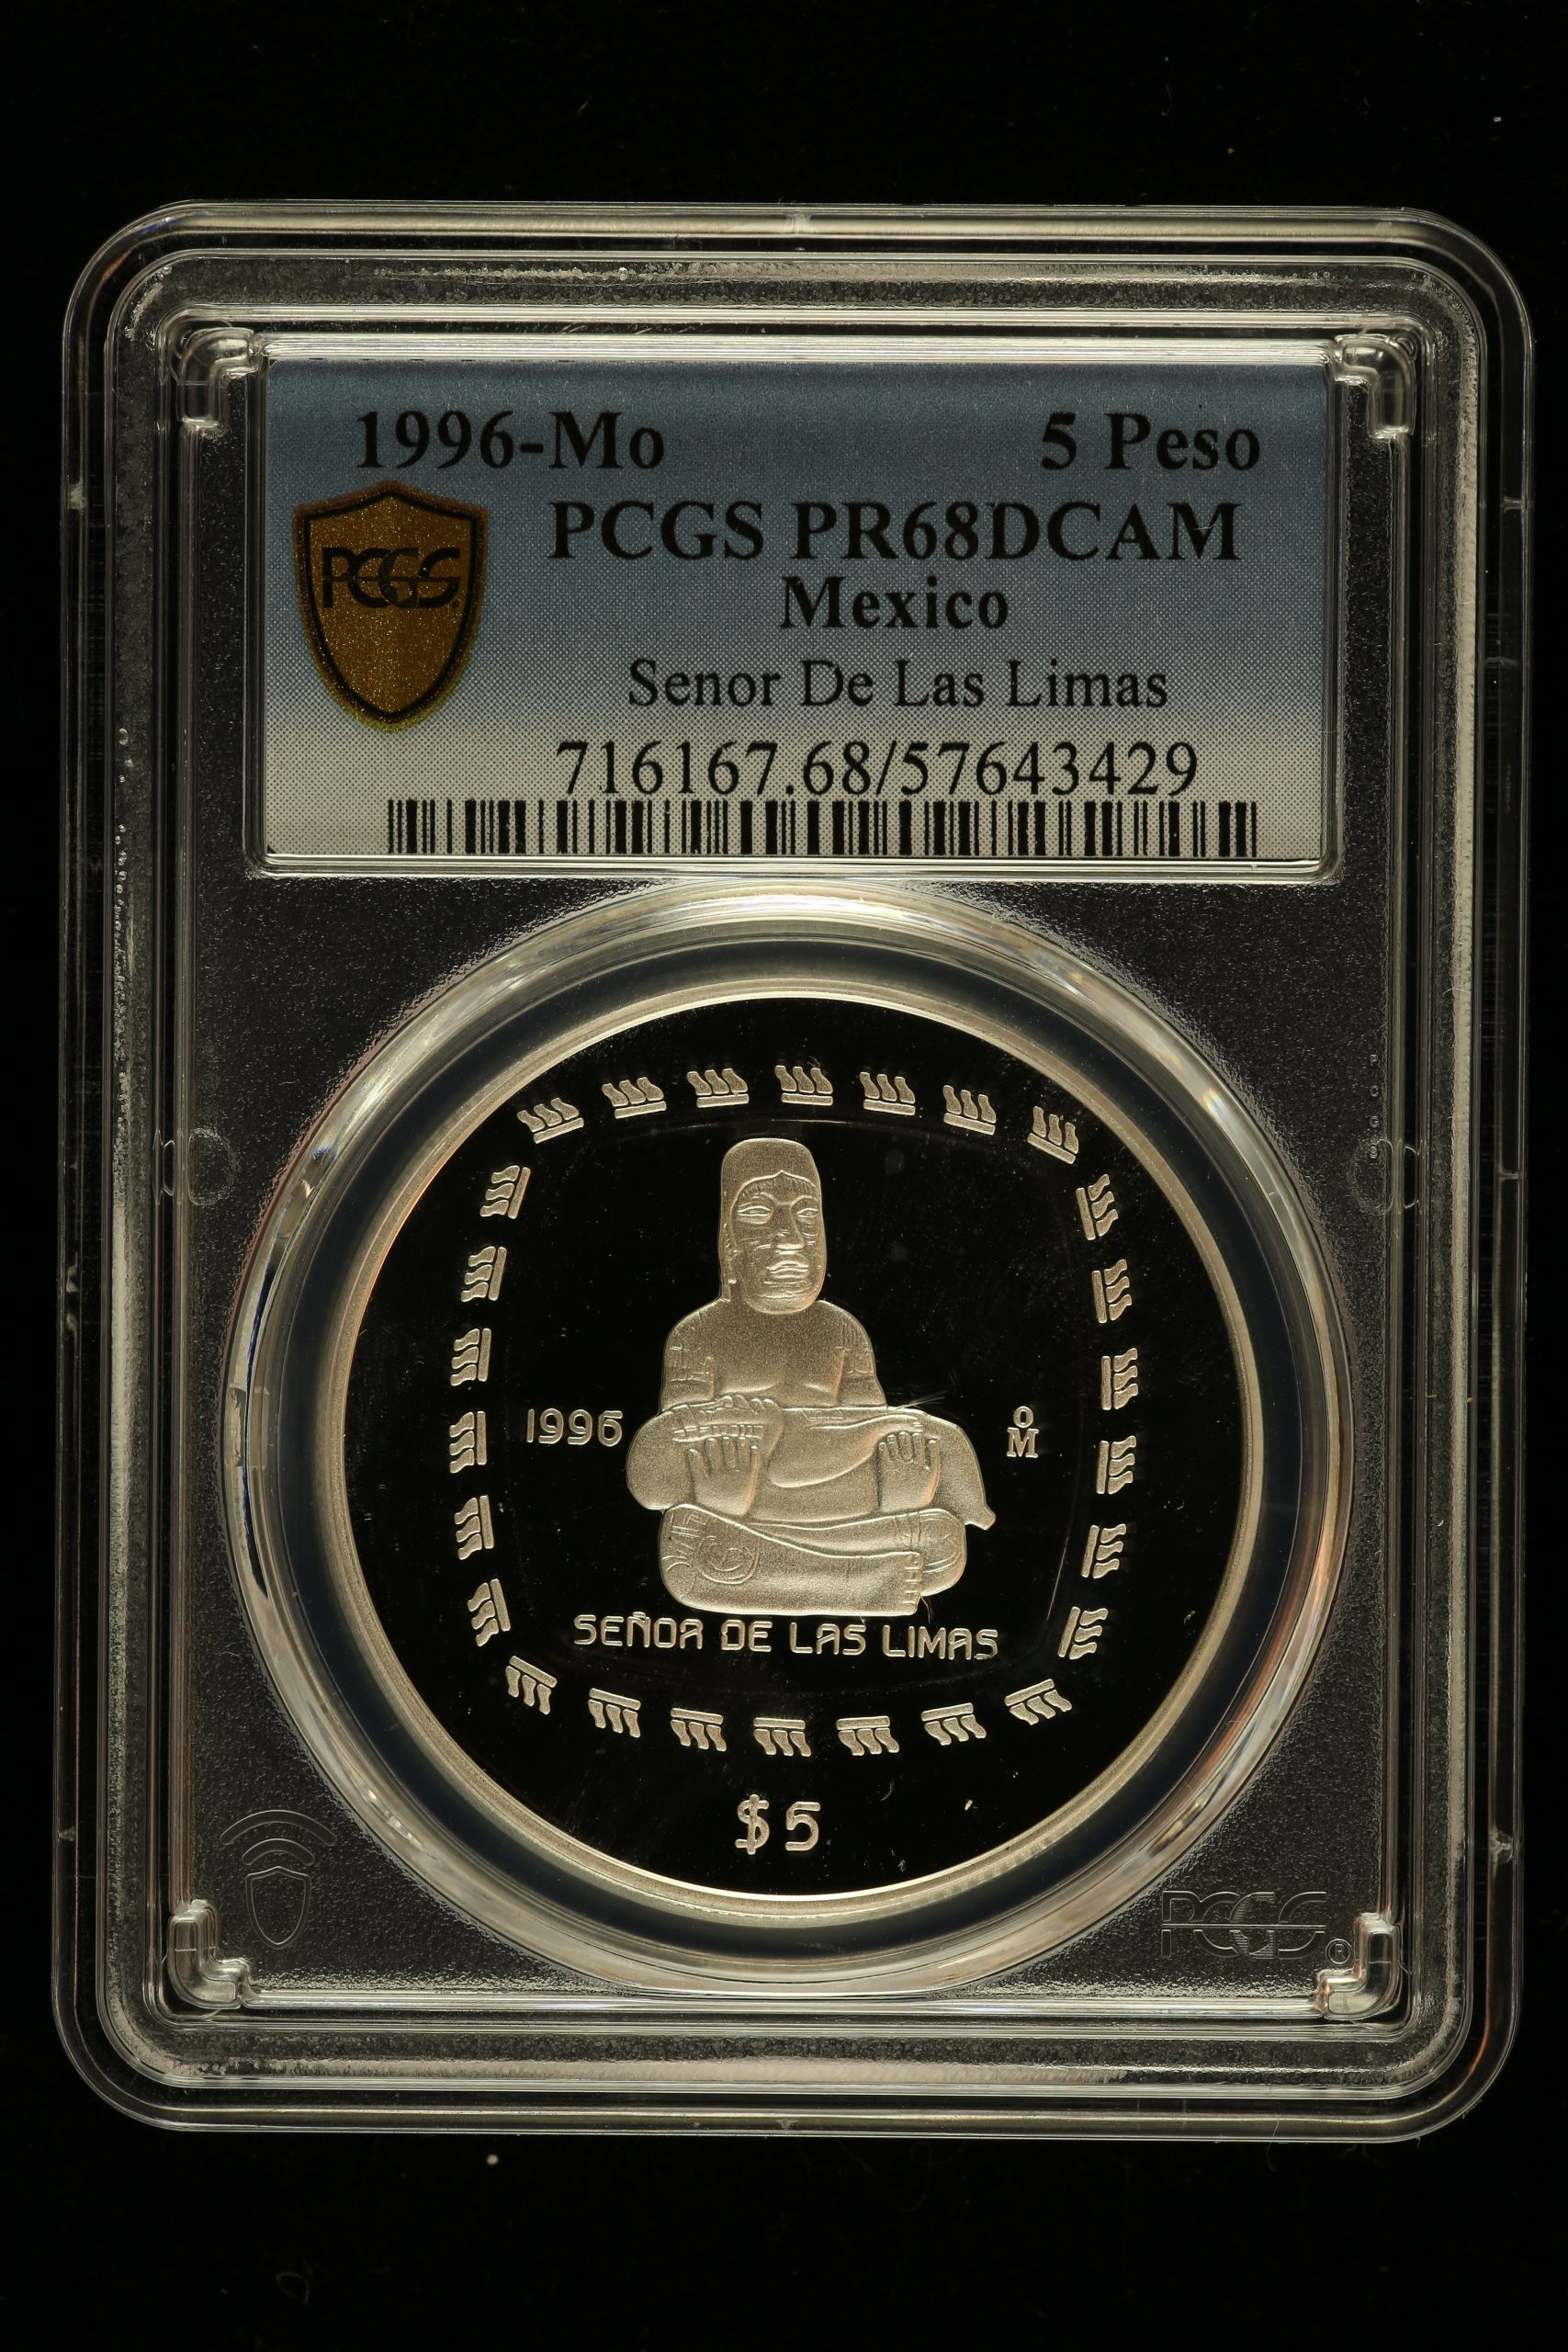 1996-Mo 5 Peso
PCGS PR68DCAM
PCGS
Mexico
Senor De Las Limas
716167.68/57643429
1996
oM
SEÑOR DE LAS LIMAS
$5
PCGS®